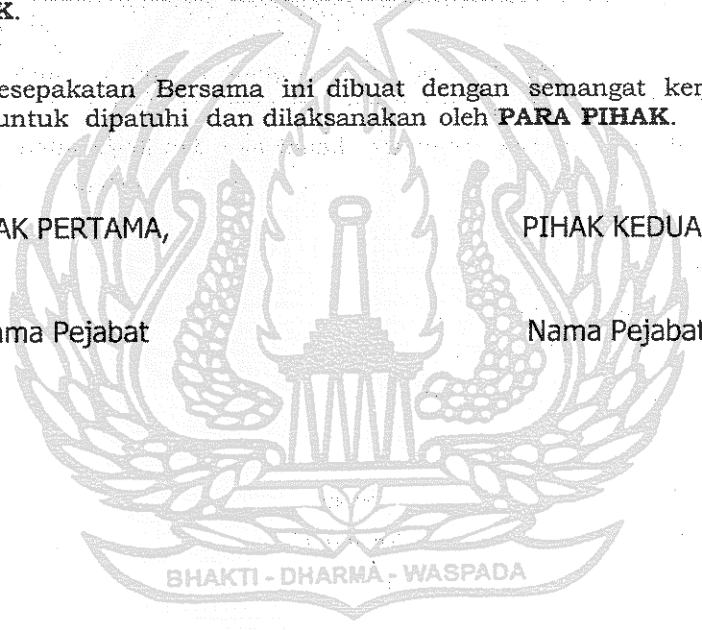 K.
esepakatan Bersama ini dibuat dengan semangat ker
untuk dipatuhi dan dilaksanakan oleh PARA PIHAK.
AK PERTAMA,
PIHAK KEDUA
ma Pejabat
Nama Pejabat
BHAKTI - DHARMA - WASPADA